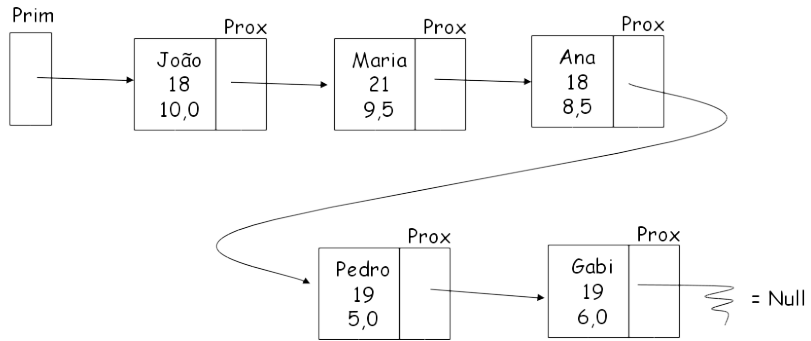 Prim
Prox
João
18
10,0
Prox
Maria
21
9,5
Prox
Ana
18
8,5
Prox
Pedro
19
5,0
Prox
Gabi
19
6,0
= Null